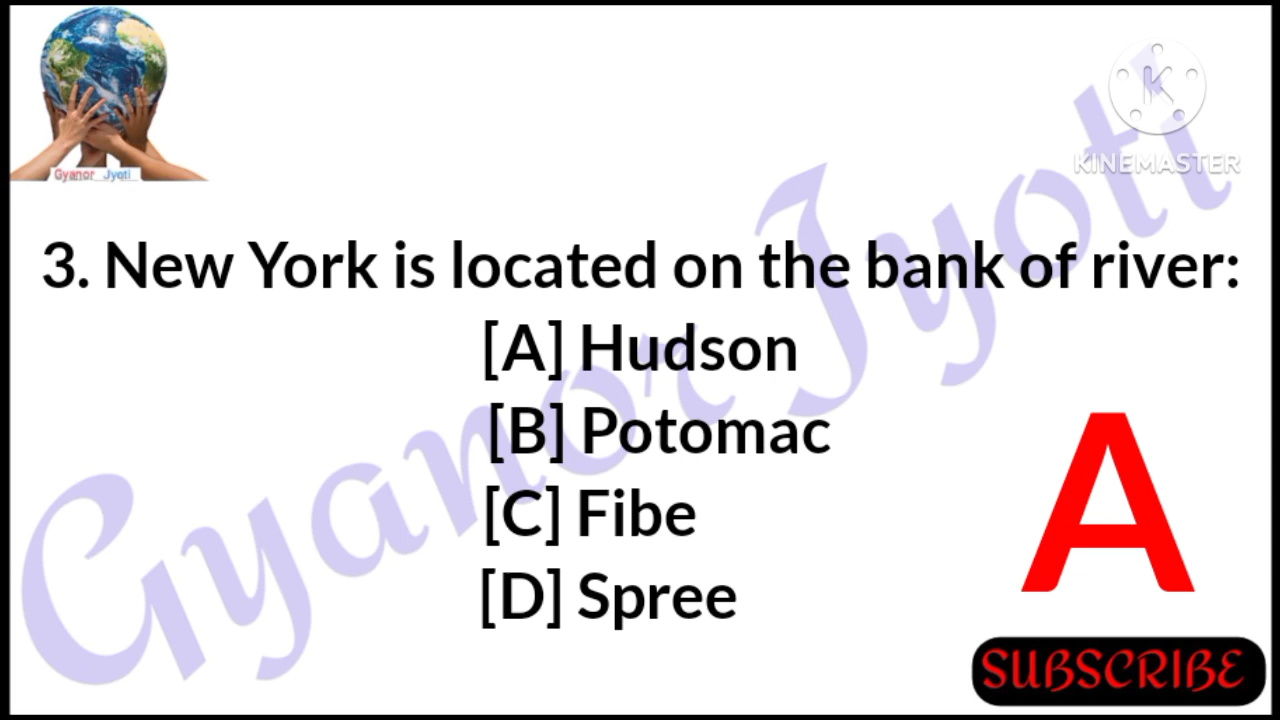 Gyanor Jyoti
K
KINEMASTER
Gyanor Jyoti
3. New York is located on the bank of river:
[A] Hudson
[B] Potomac
[C] Fibe
[D] Spree
A
SUBSCRIBE